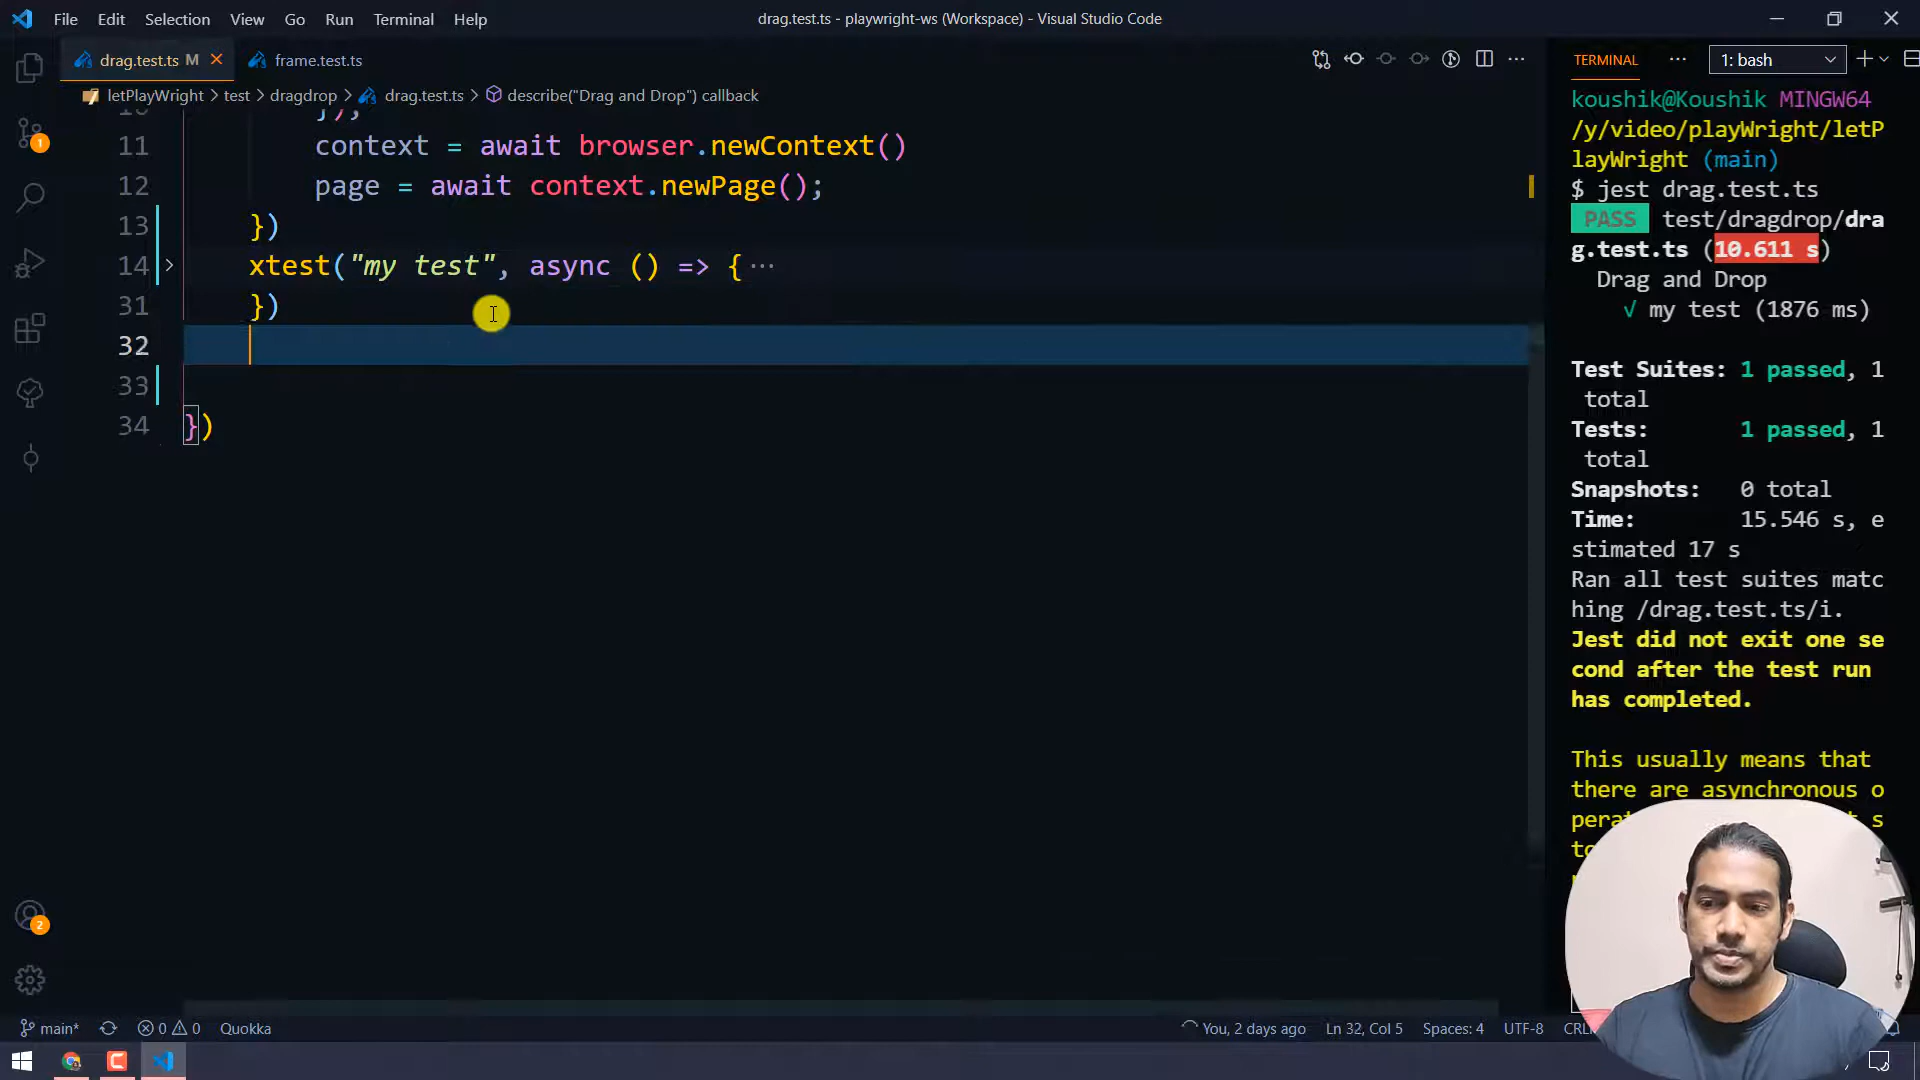 File Edit Selection View Go Run Terminal Help
drag.test.ts - playwright-ws (Workspace) - Visual Studio Code
drag.test.ts M
frame.test.ts
letPlayWright > test > dragdrop > drag.test.ts > describe("Drag and Drop") callback
11 context = await browser.newContext()
12 page = await context.newPage();
13 })
14 xtest("my test", async () => { ...
31 })
32
33
34 })
TERMINAL
1: bash
koushik@Koushik MINGW64
/y/video/playWright/letP
layWright (main)
$ jest drag.test.ts
PASS test/dragdrop/dra
g.test.ts (10.611 s)
Drag and Drop
√ my test (1876 ms)
Test Suites: 1 passed, 1
total
Tests: 1 passed, 1
total
Snapshots: 0 total
Time: 15.546 s, e
stimated 17 s
Ran all test suites matc
hing /drag.test.ts/i.
Jest did not exit one se
cond after the test run
has completed.
This usually means that
there are asynchronous o
1
2
main* 0 0 Quokka
You, 2 days ago Ln 32, Col 5 Spaces: 4 UTF-8